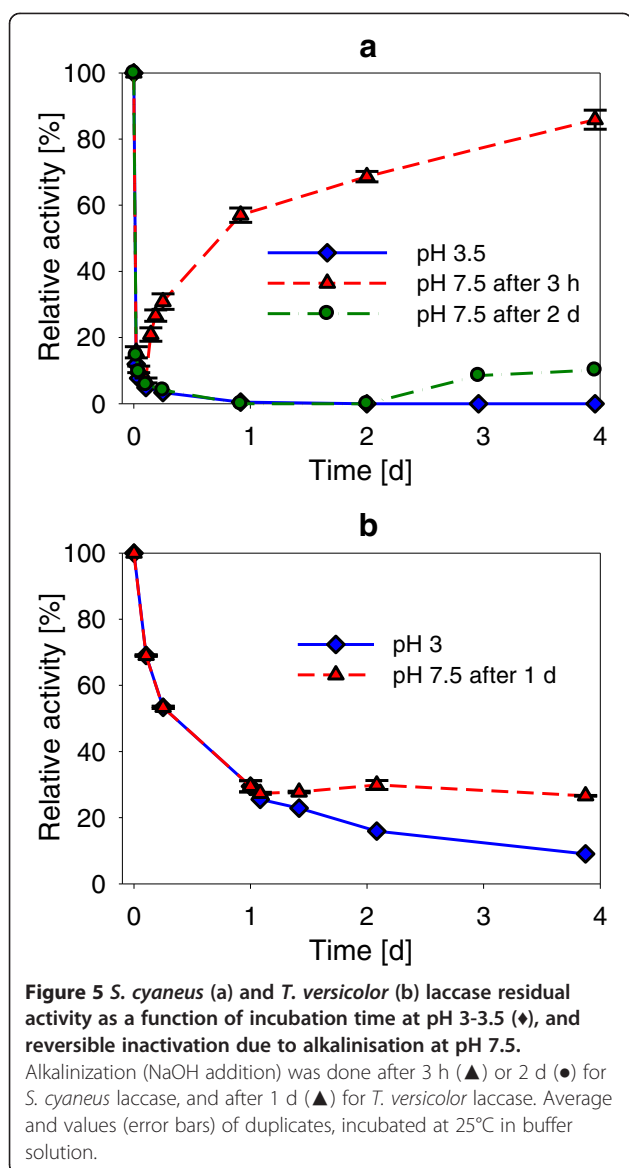 a
Relative activity [%]
100
80
60
40
20
0
pH 3.5
pH 7.5 after 3 h
pH 7.5 after 2 d
0 1 2 3 4
Time [d]
b
Relative activity [%]
100
80
60
40
20
0
pH 3
pH 7.5 after 1 d
0 1 2 3 4
Time [d]
Figure 5 S. cyaneus (a) and T. versicolor (b) laccase residual
activity as a function of incubation time at pH 3-3.5 (♦), and
reversible inactivation due to alkalinisation at pH 7.5.
Alkalinization (NaOH addition) was done after 3 h (▲) or 2 d (●) for
S. cyaneus laccase, and after 1 d (▲) for T. versicolor laccase. Average
and values (error bars) of duplicates, incubated at 25°C in buffer
solution.